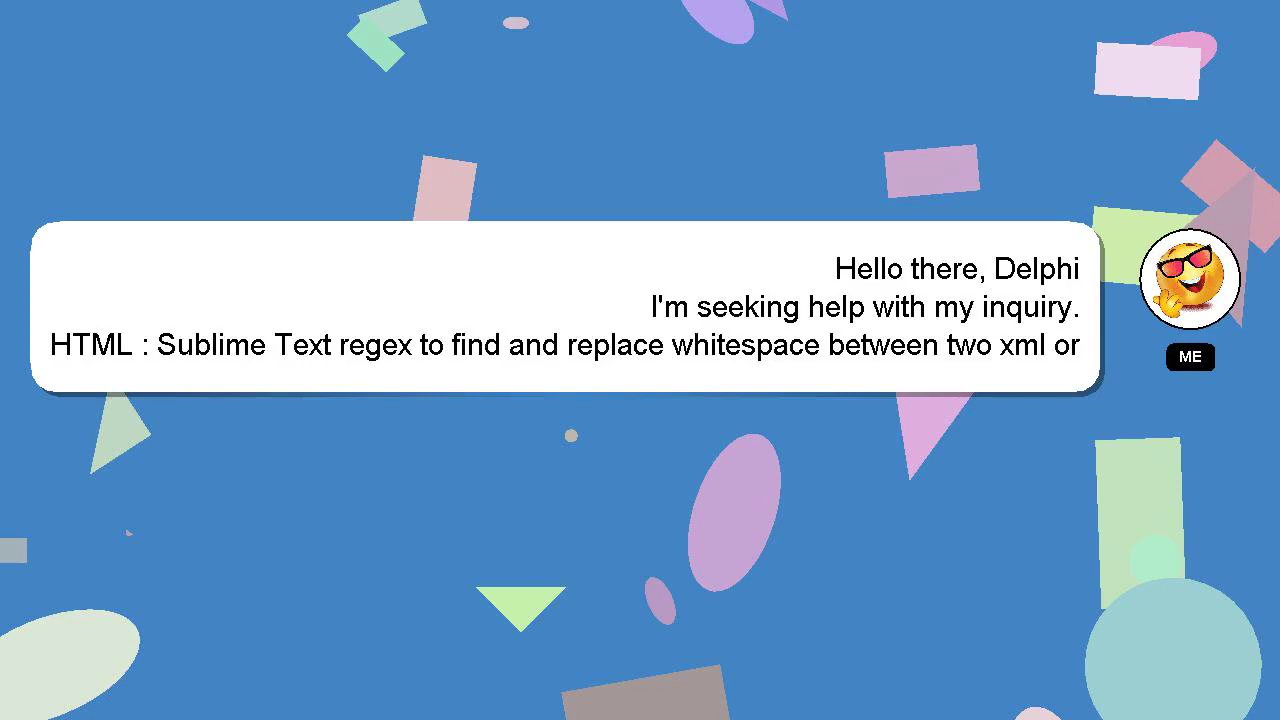 Hello there, Delphi
I'm seeking help with my inquiry.
HTML : Sublime Text regex to find and replace whitespace between two xml or
ME